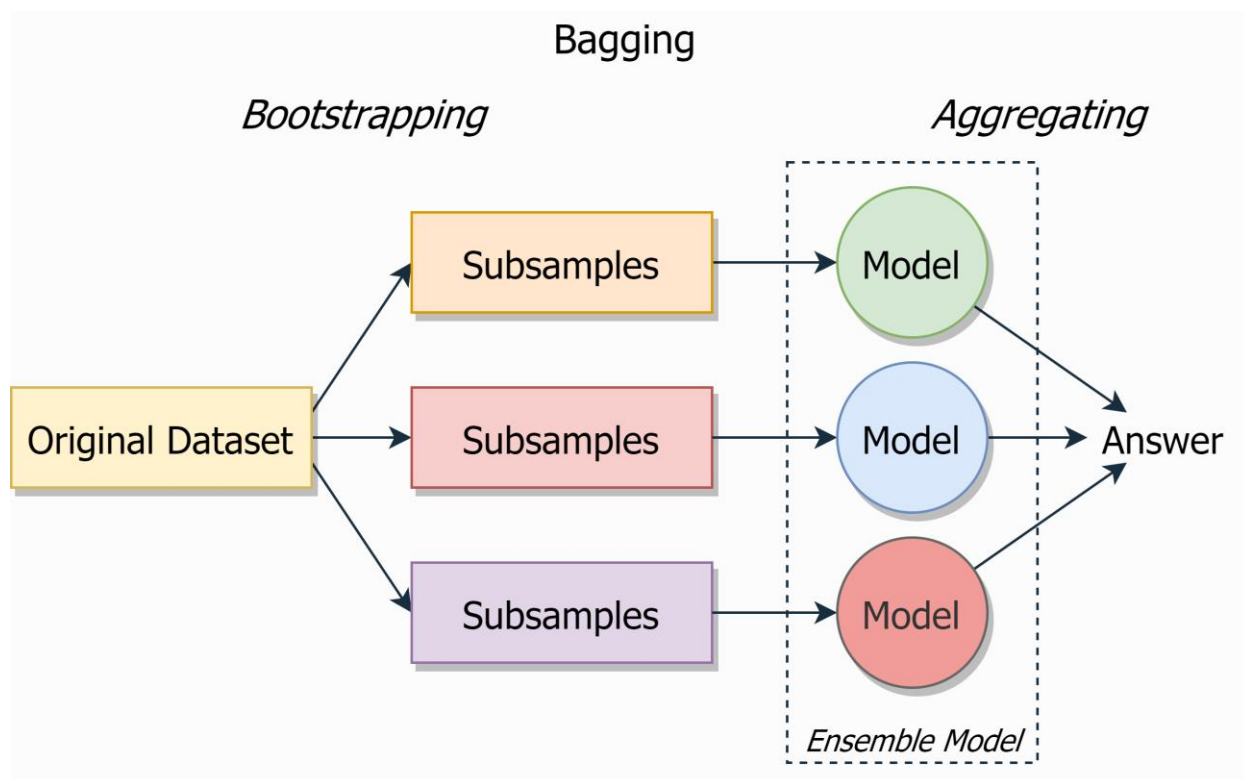 Bagging
Bootstrapping
Aggregating
Subsamples
Model
Original Dataset
Subsamples
Model
Answer
Subsamples
Model
Ensemble Model